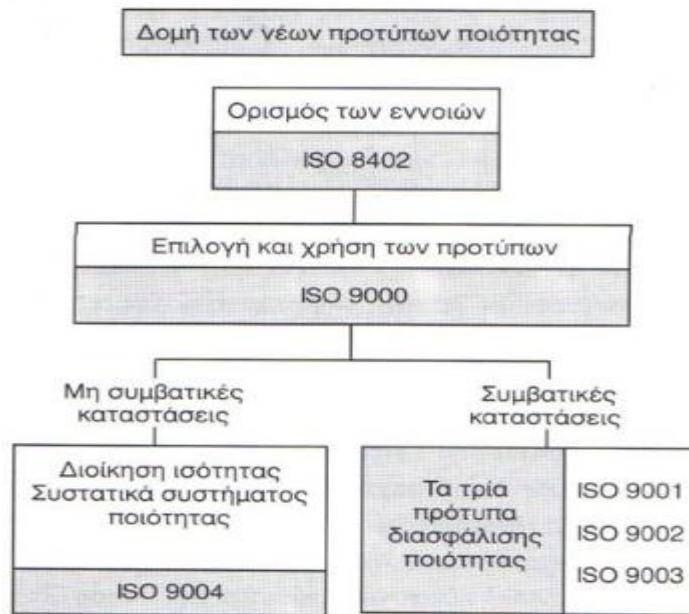 Δομή των νέων προτύπων ποιότητας
Ορισμός των εννοιών
ISO 8402
Επιλογή και χρήση των προτύπων
ISO 9000
Μη συμβατικές
καταστάσεις
Διοίκηση ισότητας
Συστατικά συστήματος
ποιότητας
ISO 9004
Συμβατικές
καταστάσεις
Τα τρία
πρότυπα
διασφάλισης
ποιότητας
ISO 9001
ISO 9002
ISO 9003